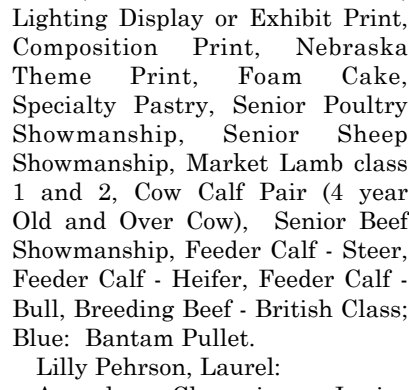 Lighting Display or Exhibit Print,
Composition Print, Nebraska
Theme Print, Foam Cake,
Specialty Pastry, Senior Poultry
Showmanship, Senior Sheep
Showmanship, Market Lamb class
1 and 2, Cow Calf Pair (4 year
Old and Over Cow), Senior Beef
Showmanship, Feeder Calf - Steer,
Feeder Calf - Heifer, Feeder Calf -
Bull, Breeding Beef - British Class;
Blue: Bantam Pullet.
Lilly Pehrson, Laurel: